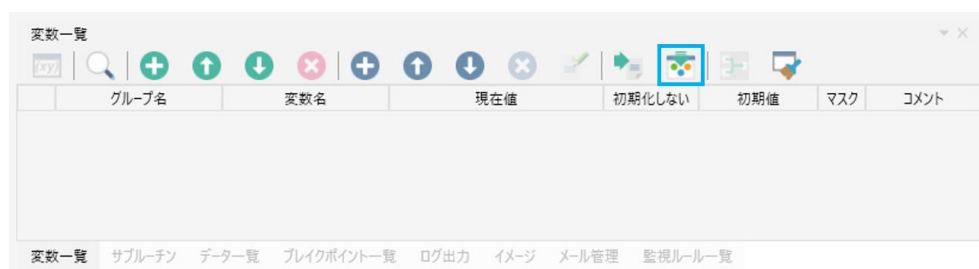 変数一覧
(xy)
グループ名 変数名 現在値 初期化しない 初期値 マスク コメント
変数一覧 サブルーチン データ一覧 ブレイクポイント一覧 ログ出力 イメージ メール管理 監視ルール一覧